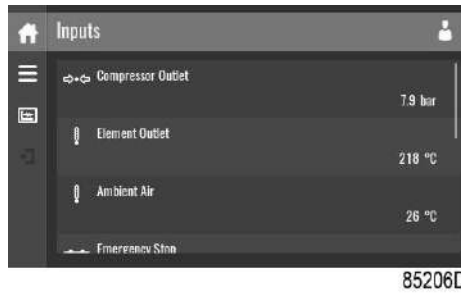 Inputs
Compressor Outlet
7.9 bar
Element Outlet
218 °C
Ambient Air
26 °C
Emergency Stop
85206D